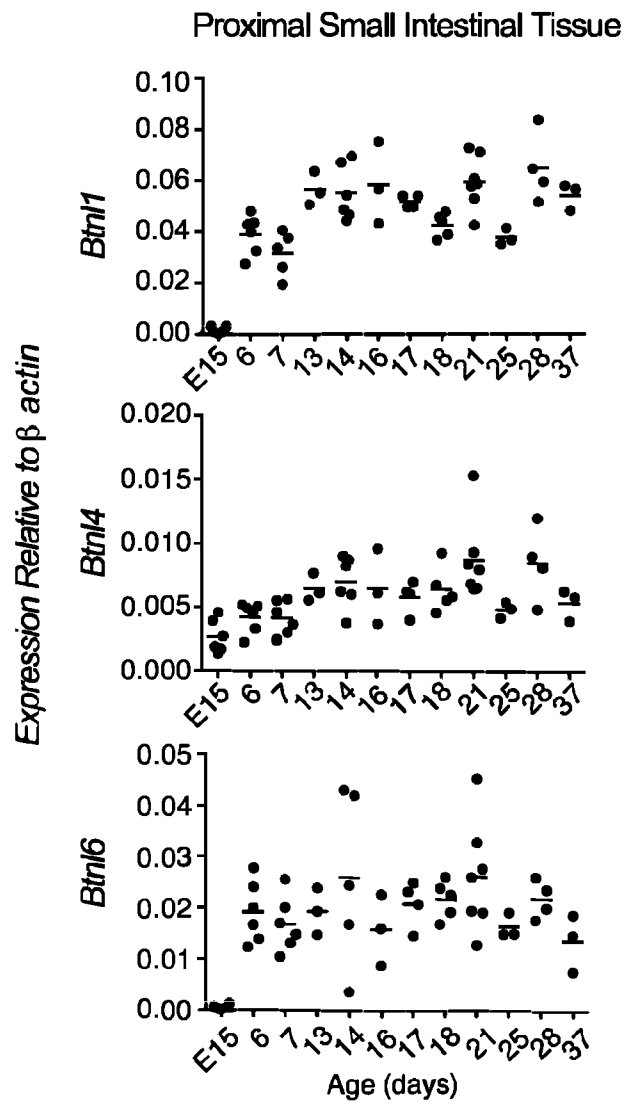 Proximal Small Intestinal Tissue
Expression Relative to β actin
Btnl1
0.10
0.08
0.06
0.04
0.02
0.00
E15 6 7 13 14 16 17 18 21 25 28 37
Btnl4
0.020
0.015
0.010
0.005
0.000
E15 6 7 13 14 16 17 18 21 25 28 37
Btnl6
0.05
0.04
0.03
0.02
0.01
0.00
E15 6 7 13 14 16 17 18 21 25 28 37
Age (days)